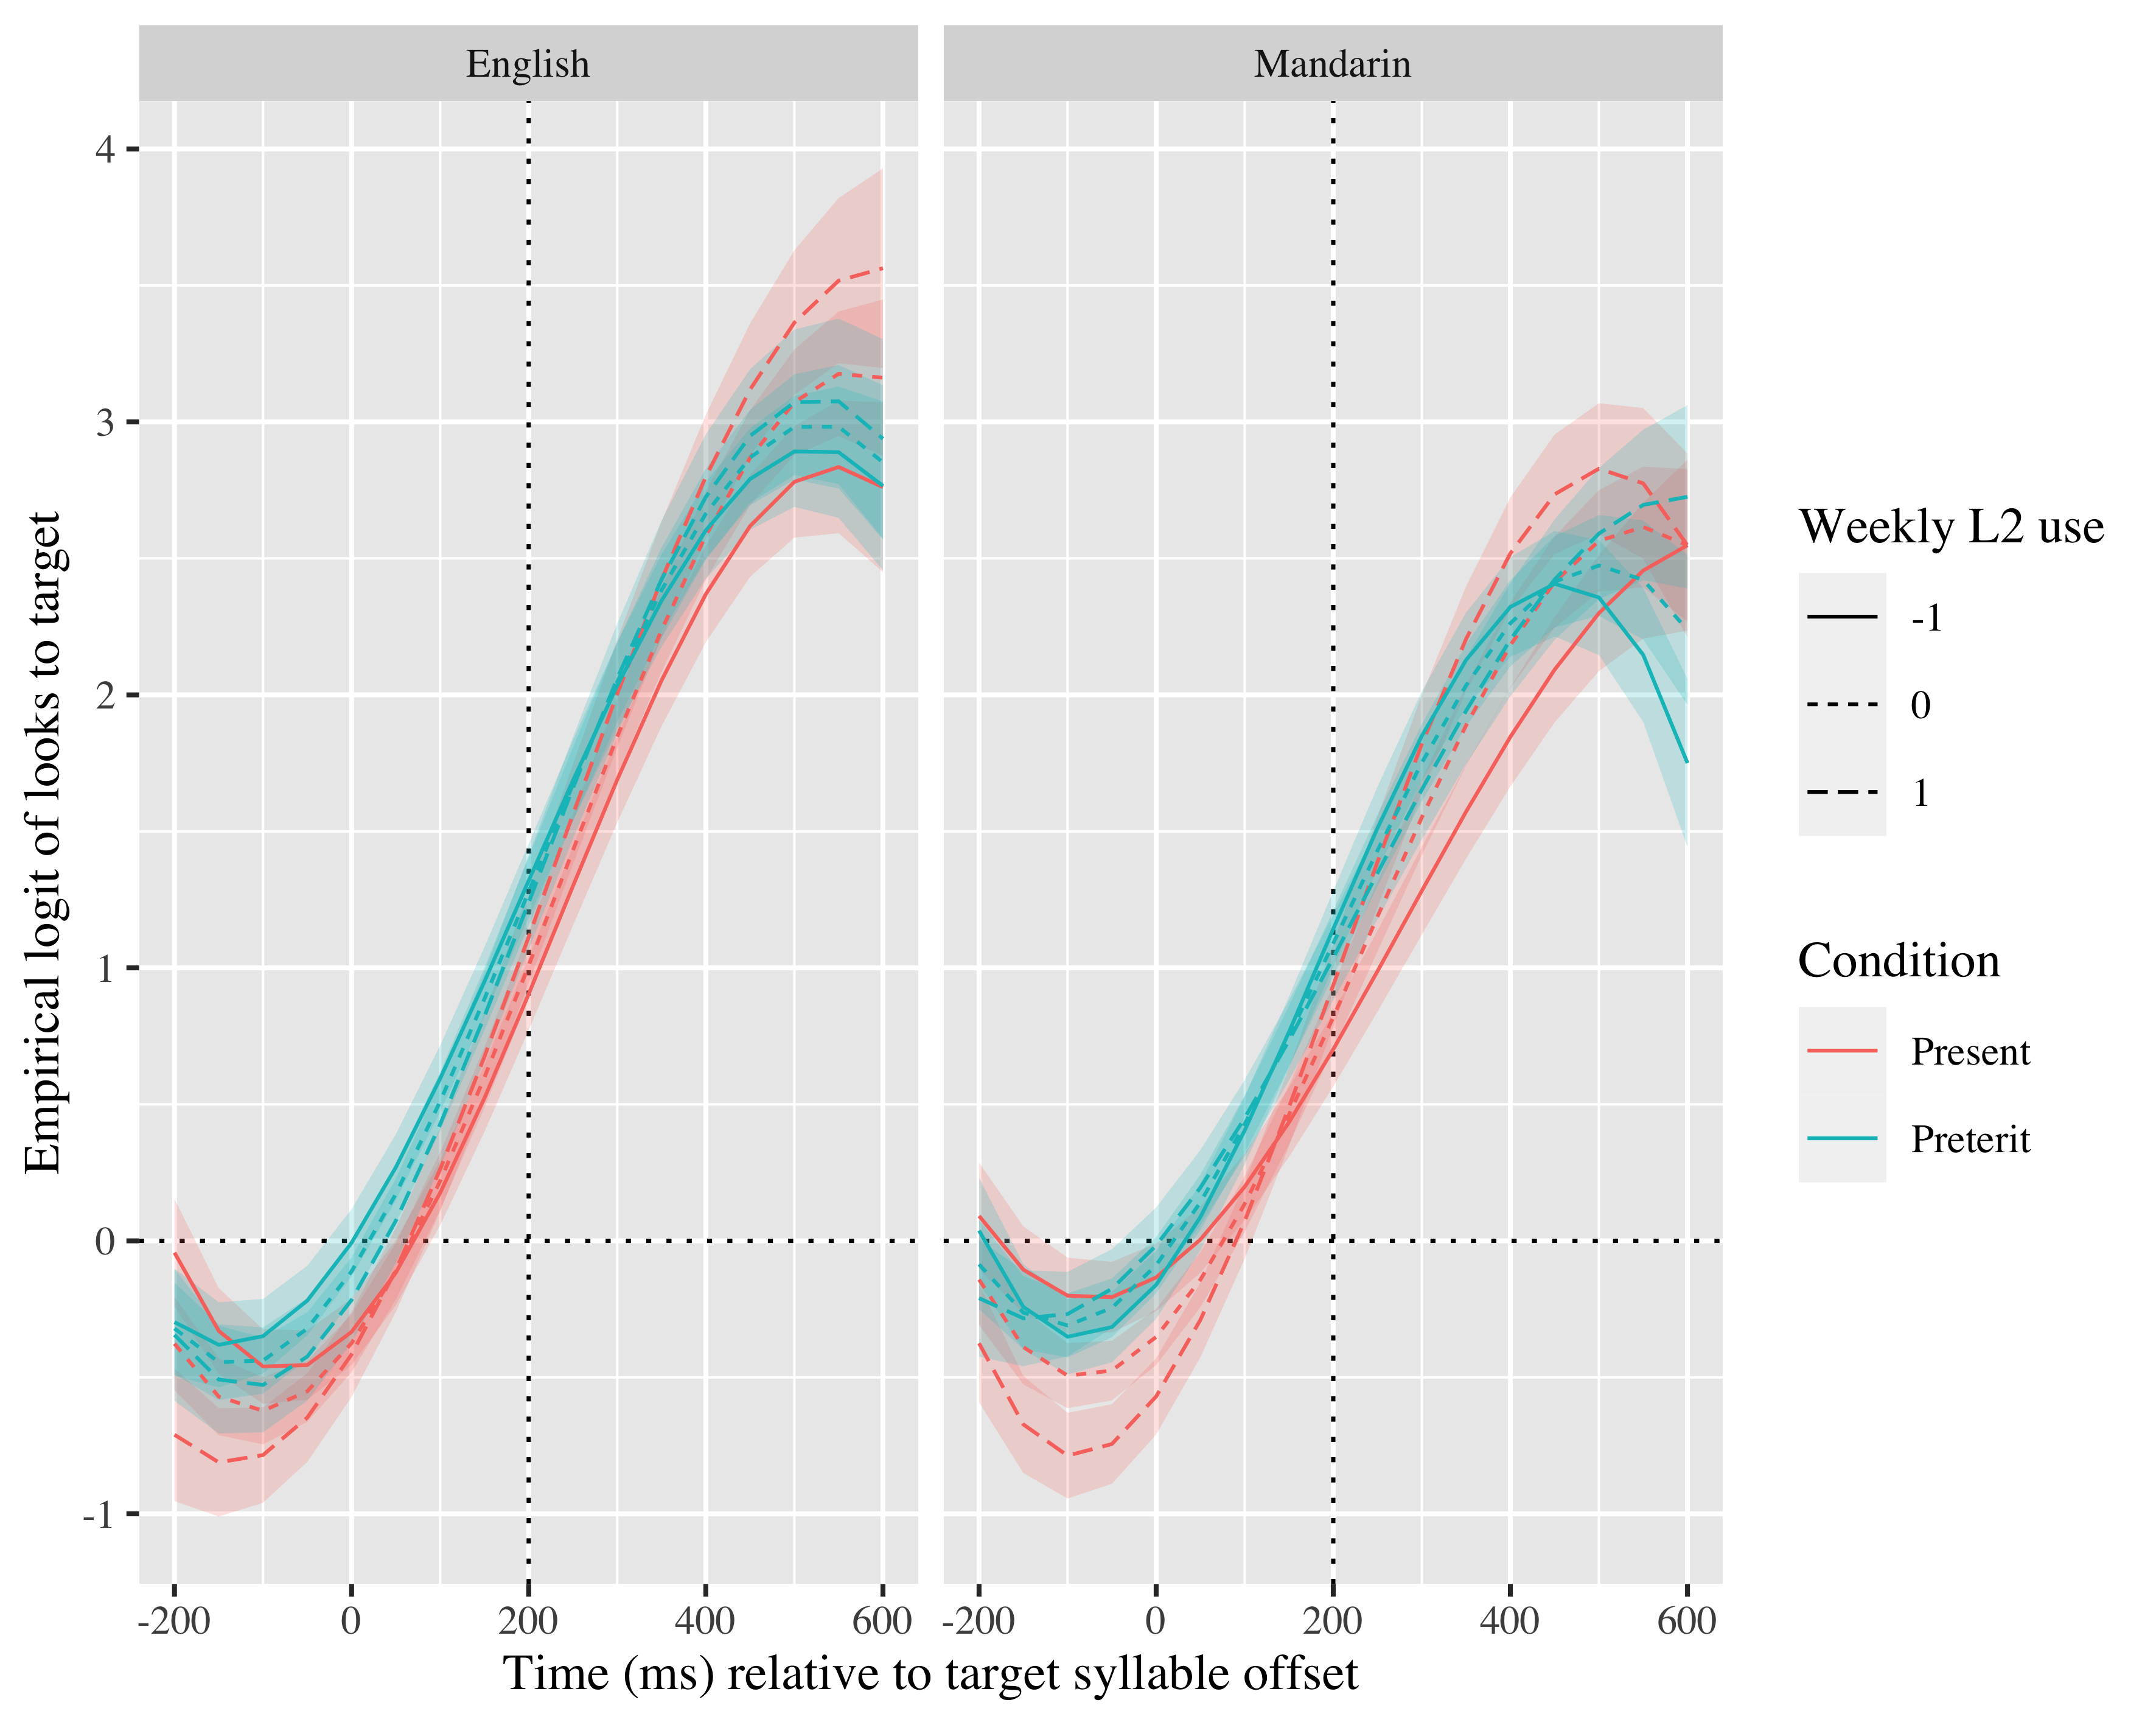 English
Mandarin
Empirical logit of looks to target
4
3
2
1
0
-1
-200 0 200 400 600
-200 0 200 400 600
Time (ms) relative to target syllable offset
Weekly L2 use
-1
0
1
Condition
Present
Preterit